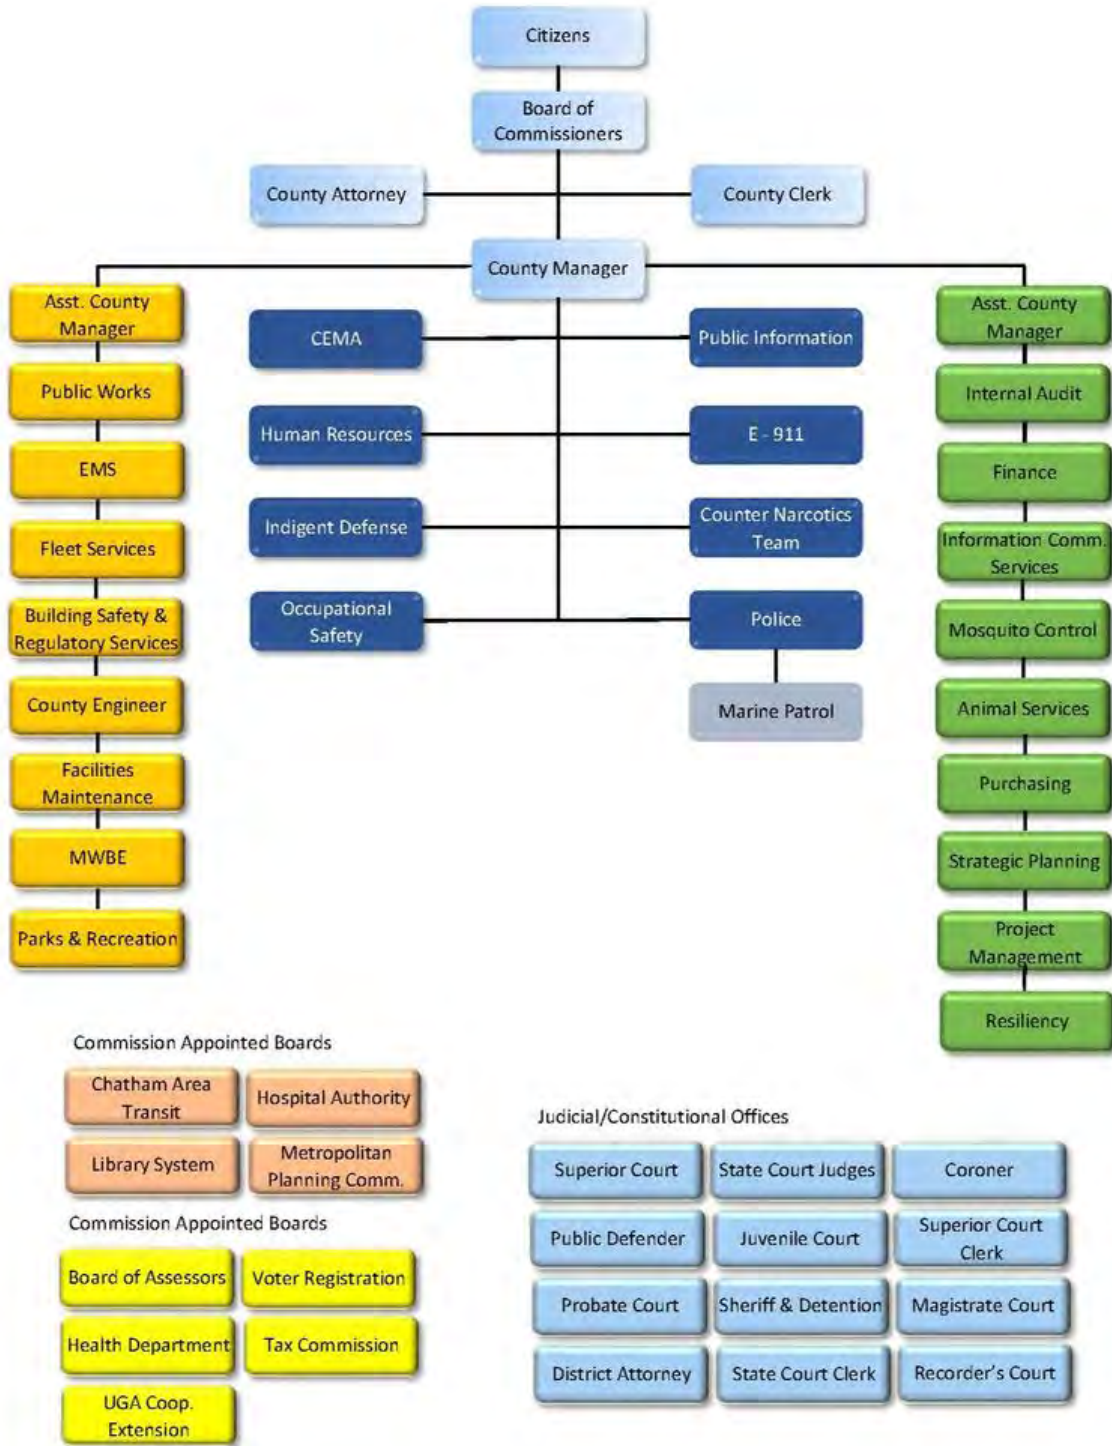 Citizens
Board of
Commissioners
County Attorney
County Clerk
County Manager
Asst. County
Manager
Public Works
EMS
Fleet Services
Building Safety &
Regulatory Services
County Engineer
Facilities
Maintenance
MWBE
Parks & Recreation
CEMA
Public Information
Human Resources
E - 911
Indigent Defense
Counter Narcotics
Team
Occupational
Safety
Police
Marine Patrol
Asst. County
Manager
Internal Audit
Finance
Information Comm.
Services
Mosquito Control
Animal Services
Purchasing
Strategic Planning
Project
Management
Resiliency
Commission Appointed Boards
Chatham Area
Transit
Hospital Authority
Library System
Metropolitan
Planning Comm.
Commission Appointed Boards
Board of Assessors
Voter Registration
Health Department
Tax Commission
UGA Coop.
Extension
Judicial/Constitutional Offices
Superior Court
State Court Judges
Coroner
Public Defender
Juvenile Court
Superior Court
Clerk
Probate Court
Sheriff & Detention
Magistrate Court
District Attorney
State Court Clerk
Recorder's Court